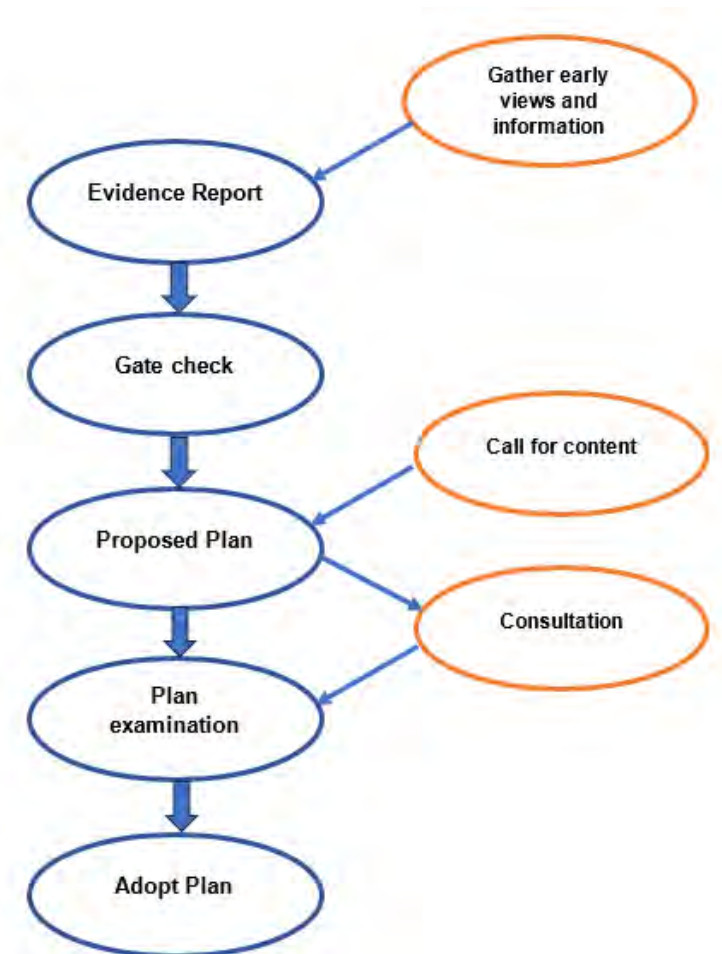 Gather early
views and
information
Evidence Report
Gate check
Call for content
Proposed Plan
Consultation
Plan
examination
Adopt Plan